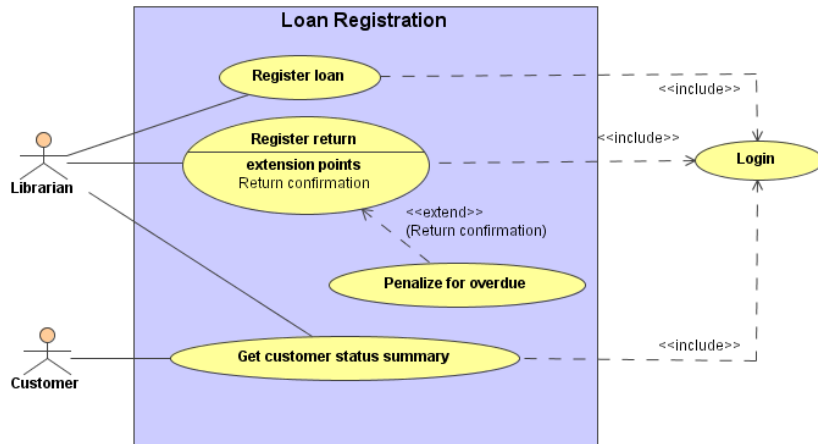 Loan Registration
Register loan
<<include>>
Register return
<<include>>
extension points
Return confirmation
Login
Librarian
<<extend>>
(Return confirmation)
Penalize for overdue
Get customer status summary
<<include>>
Customer